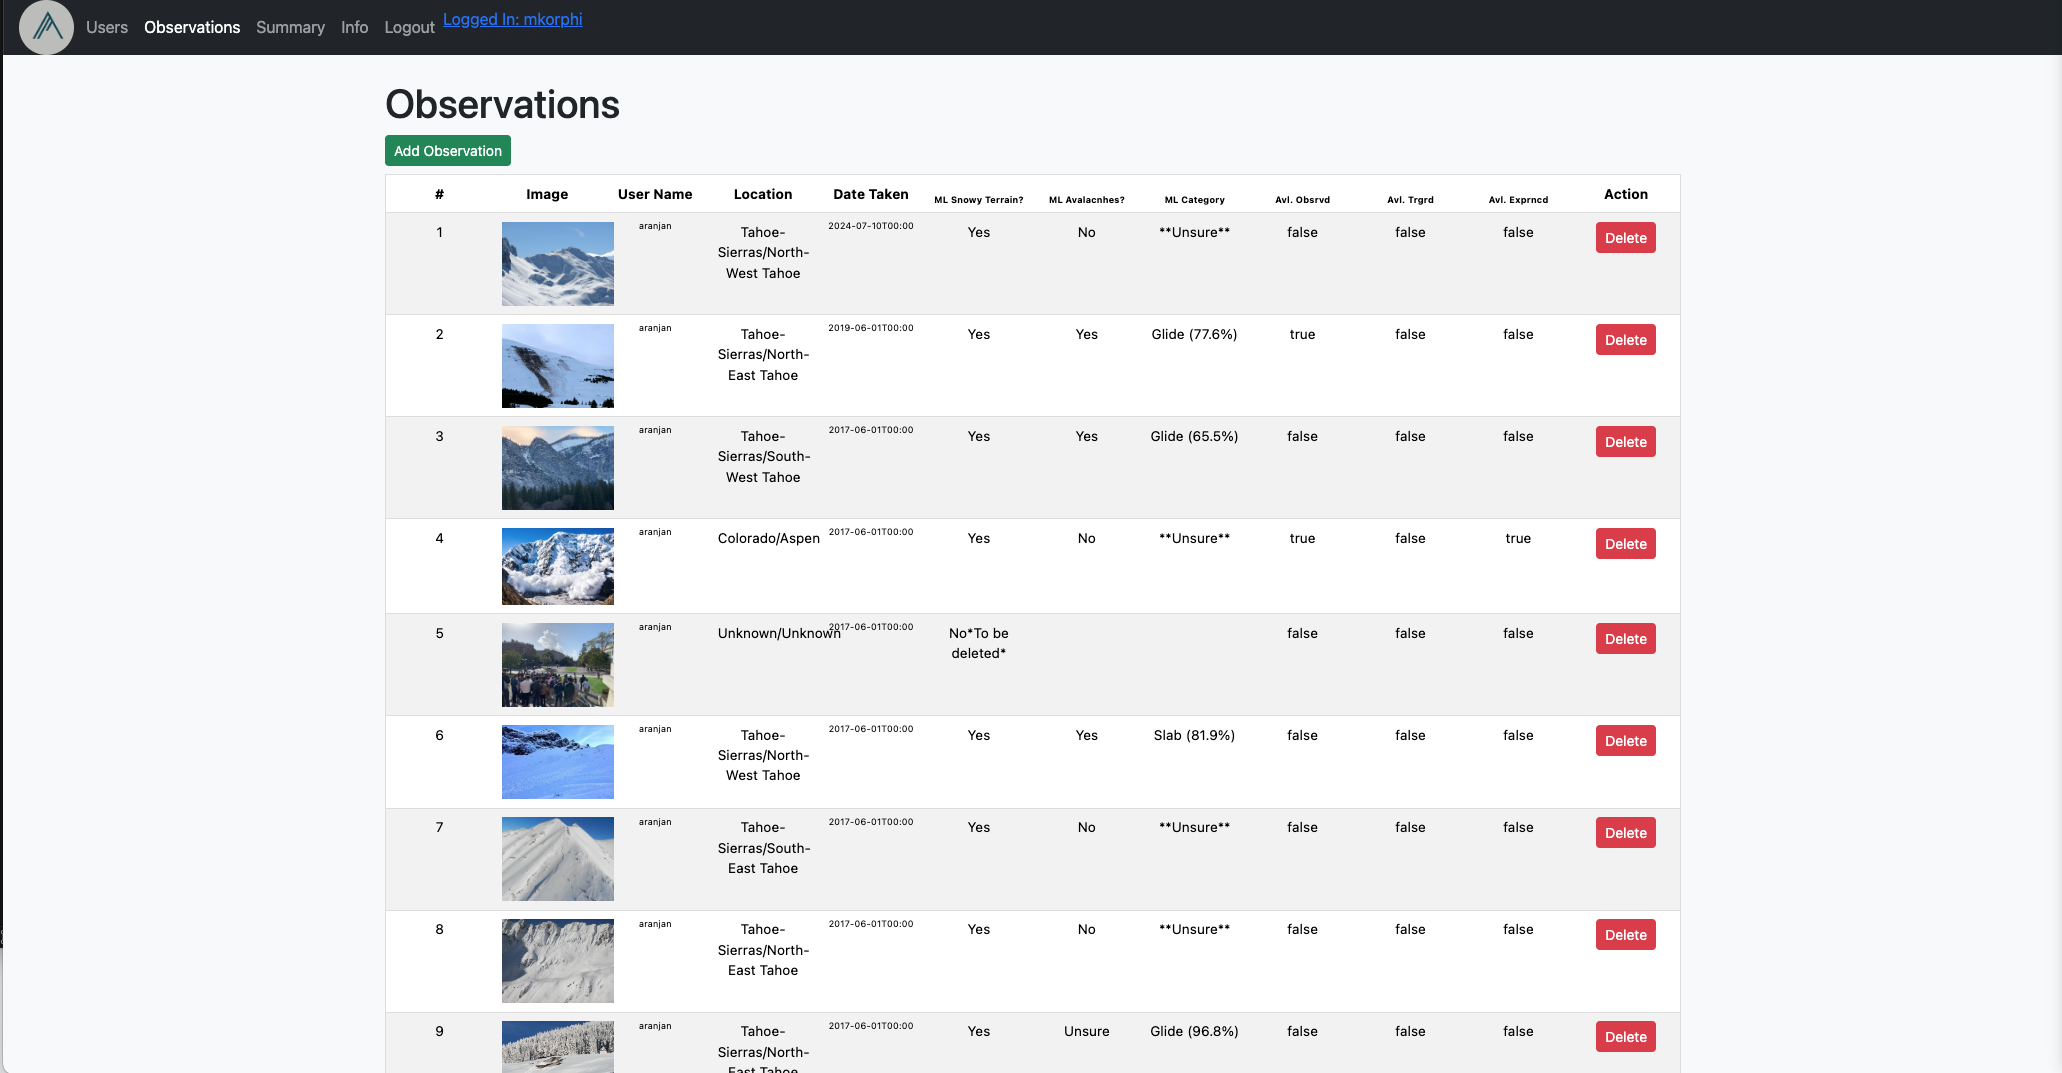 Users Observations Summary Info Logout Logged In: mkorphi
Observations
Add Observation
# Image User Name Location Date Taken ML Snowy Terrain? ML Avalacnhes? ML Category Avl. Obsrvd Avl. Trgrd Avl. Exprncd Action
1 aranjan Tahoe- 2024-07-10T00:00 Yes No **Unsure** false false false Delete
Sierras/North-
West Tahoe
2 aranjan Tahoe- 2019-06-01T00:00 Yes Yes Glide (77.6%) true false false Delete
Sierras/North-
East Tahoe
3 aranjan Tahoe- 2017-06-01T00:00 Yes Yes Glide (65.5%) false false false Delete
Sierras/South-
West Tahoe
4 aranjan Colorado/Aspen 2017-06-01T00:00 Yes No **Unsure** true false true Delete
5 aranjan Unknown/Unknown 2017-06-01T00:00 No*To be false false false Delete
deleted*
6 aranjan Tahoe- 2017-06-01T00:00 Yes Yes Slab (81.9%) false false false Delete
Sierras/North-
West Tahoe
7 aranjan Tahoe- 2017-06-01T00:00 Yes No **Unsure** false false false Delete
Sierras/South-
East Tahoe
8 aranjan Tahoe- 2017-06-01T00:00 Yes No **Unsure** false false false Delete
Sierras/North-
East Tahoe
9 aranjan Tahoe- 2017-06-01T00:00 Yes Unsure Glide (96.8%) false false false Delete
Sierras/North-
East Tahoe